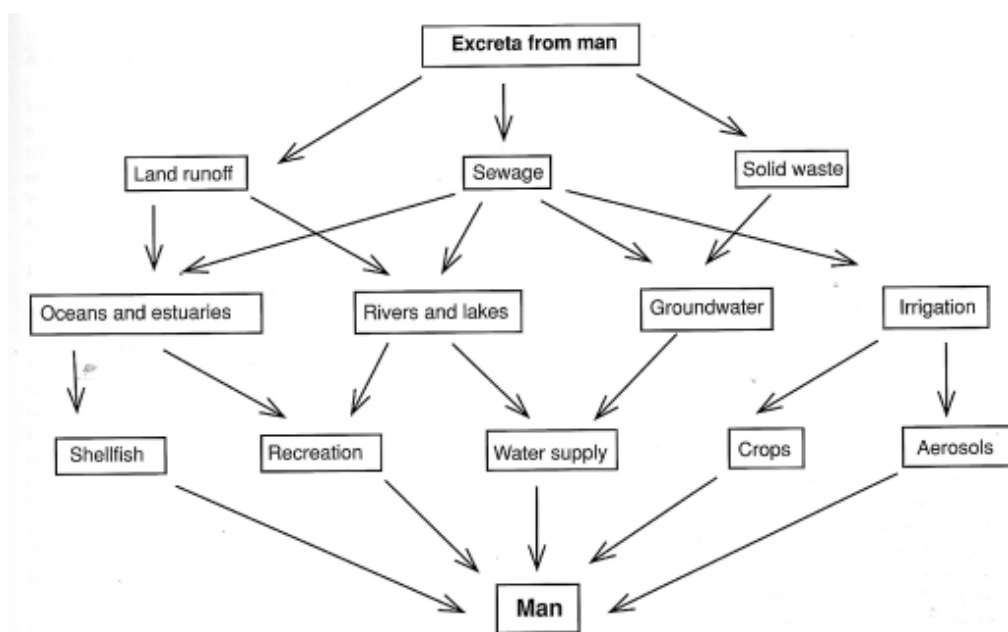 Excreta from man
Land runoff
Sewage
Solid waste
Oceans and estuaries
Rivers and lakes
Groundwater
Irrigation
Shellfish
Recreation
Water supply
Crops
Aerosols
Man